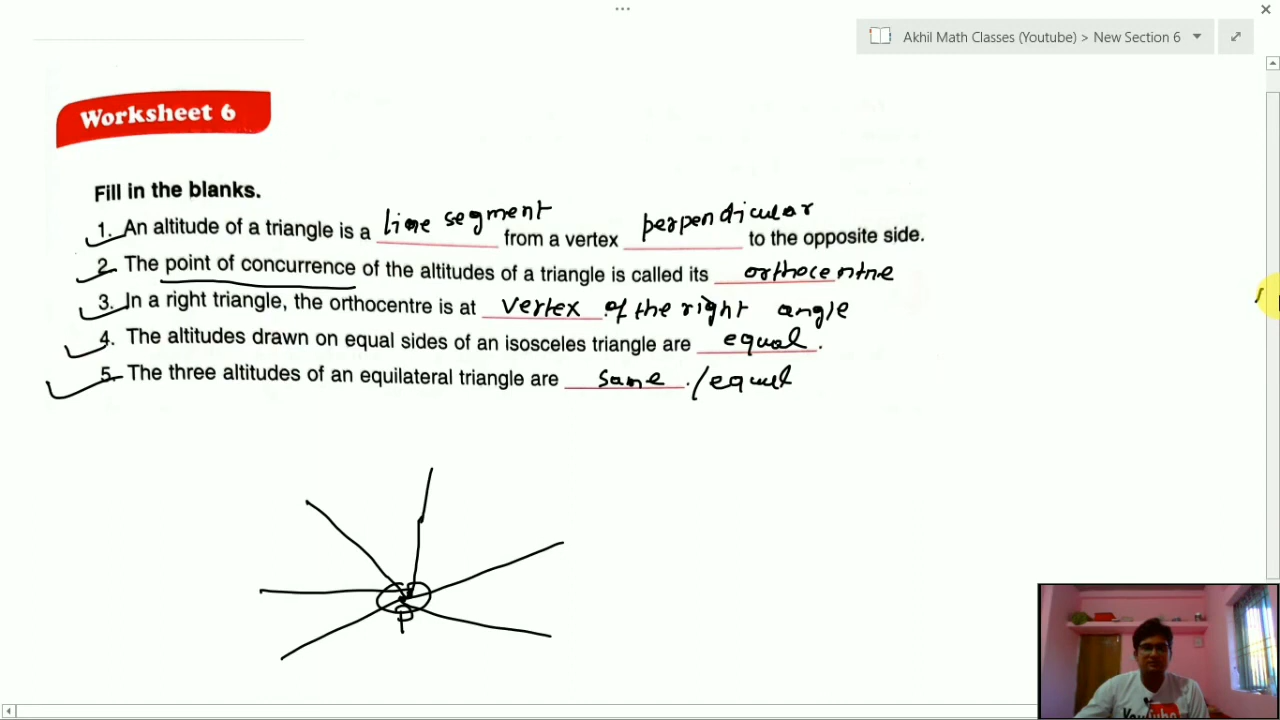 Akhil Math Classes (Youtube) > New Section 6
Worksheet 6
Fill in the blanks.
1. An altitude of a triangle is a line segment from a vertex perpendicular to the opposite side.
2. The point of concurrence of the altitudes of a triangle is called its orthocentre
3. In a right triangle, the orthocentre is at vertex of the right angle
4. The altitudes drawn on equal sides of an isosceles triangle are equal.
5. The three altitudes of an equilateral triangle are same. / equal
P
YouTube